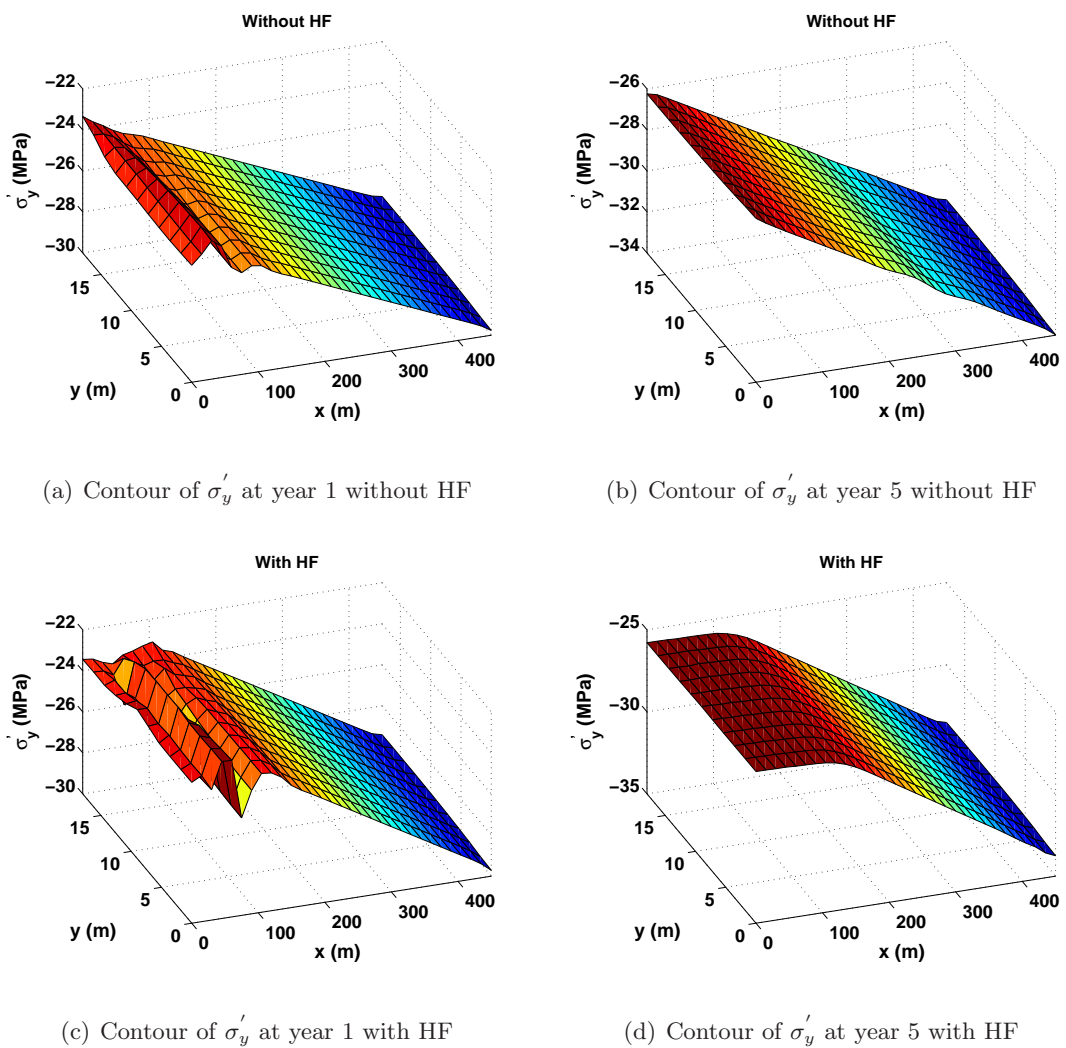 Without HF
−22
−24
−26
−28
−30
σ'y (MPa)
15
10
5
0
y (m)
0
100
200
300
400
x (m)
(a) Contour of σ'y at year 1 without HF
Without HF
−26
−28
−30
−32
−34
σ'y (MPa)
15
10
5
0
y (m)
0
100
200
300
400
x (m)
(b) Contour of σ'y at year 5 without HF
With HF
−22
−24
−26
−28
−30
σ'y (MPa)
15
10
5
0
y (m)
0
100
200
300
400
x (m)
(c) Contour of σ'y at year 1 with HF
With HF
−25
−30
−35
σ'y (MPa)
15
10
5
0
y (m)
0
100
200
300
400
x (m)
(d) Contour of σ'y at year 5 with HF